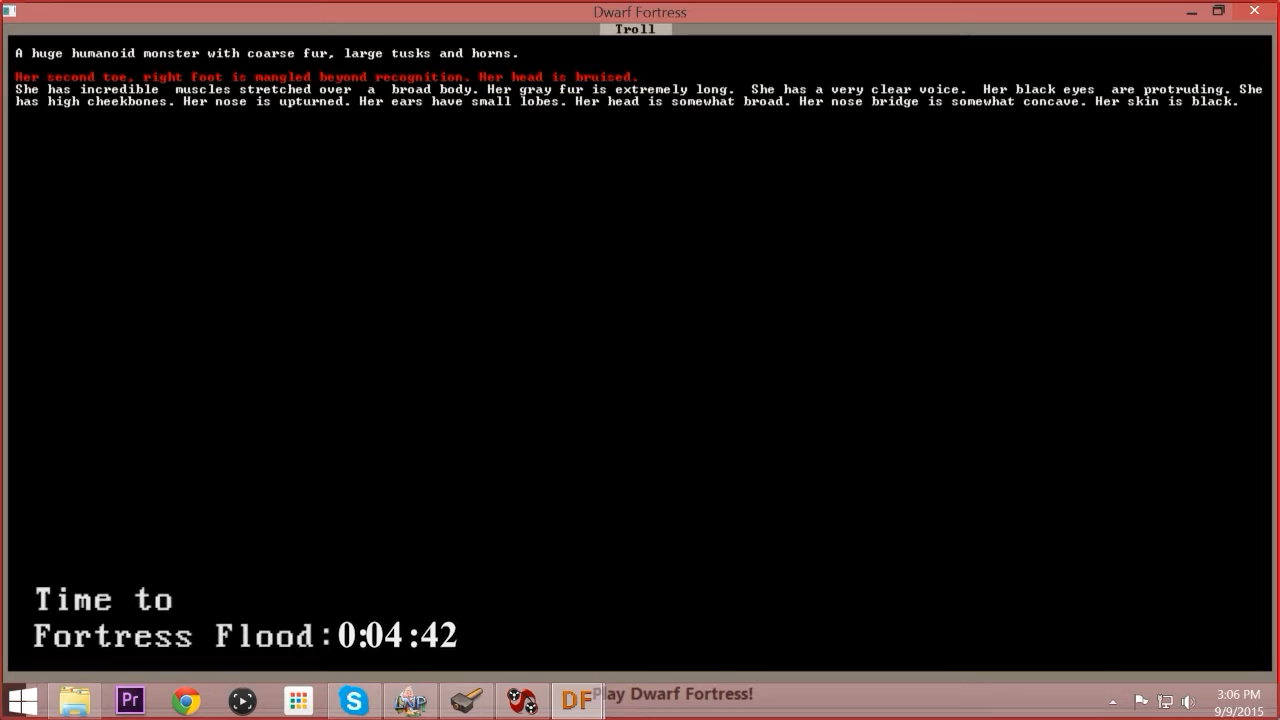 Dwarf Fortress
Troll
A huge humanoid monster with coarse fur, large tusks and horns.
Her second toe, right foot is mangled beyond recognition. Her head is bruised.
She has incredible muscles stretched over a broad body. Her gray fur is extremely long. She has a very clear voice. Her black eyes are protruding. She
has high cheekbones. Her nose is upturned. Her ears have small lobes. Her head is somewhat broad. Her nose bridge is somewhat concave. Her skin is black.
Time to
Fortress Flood:0:04:42
Pr
S
LNP
DF
Play Dwarf Fortress!
3:06 PM
9/9/2015